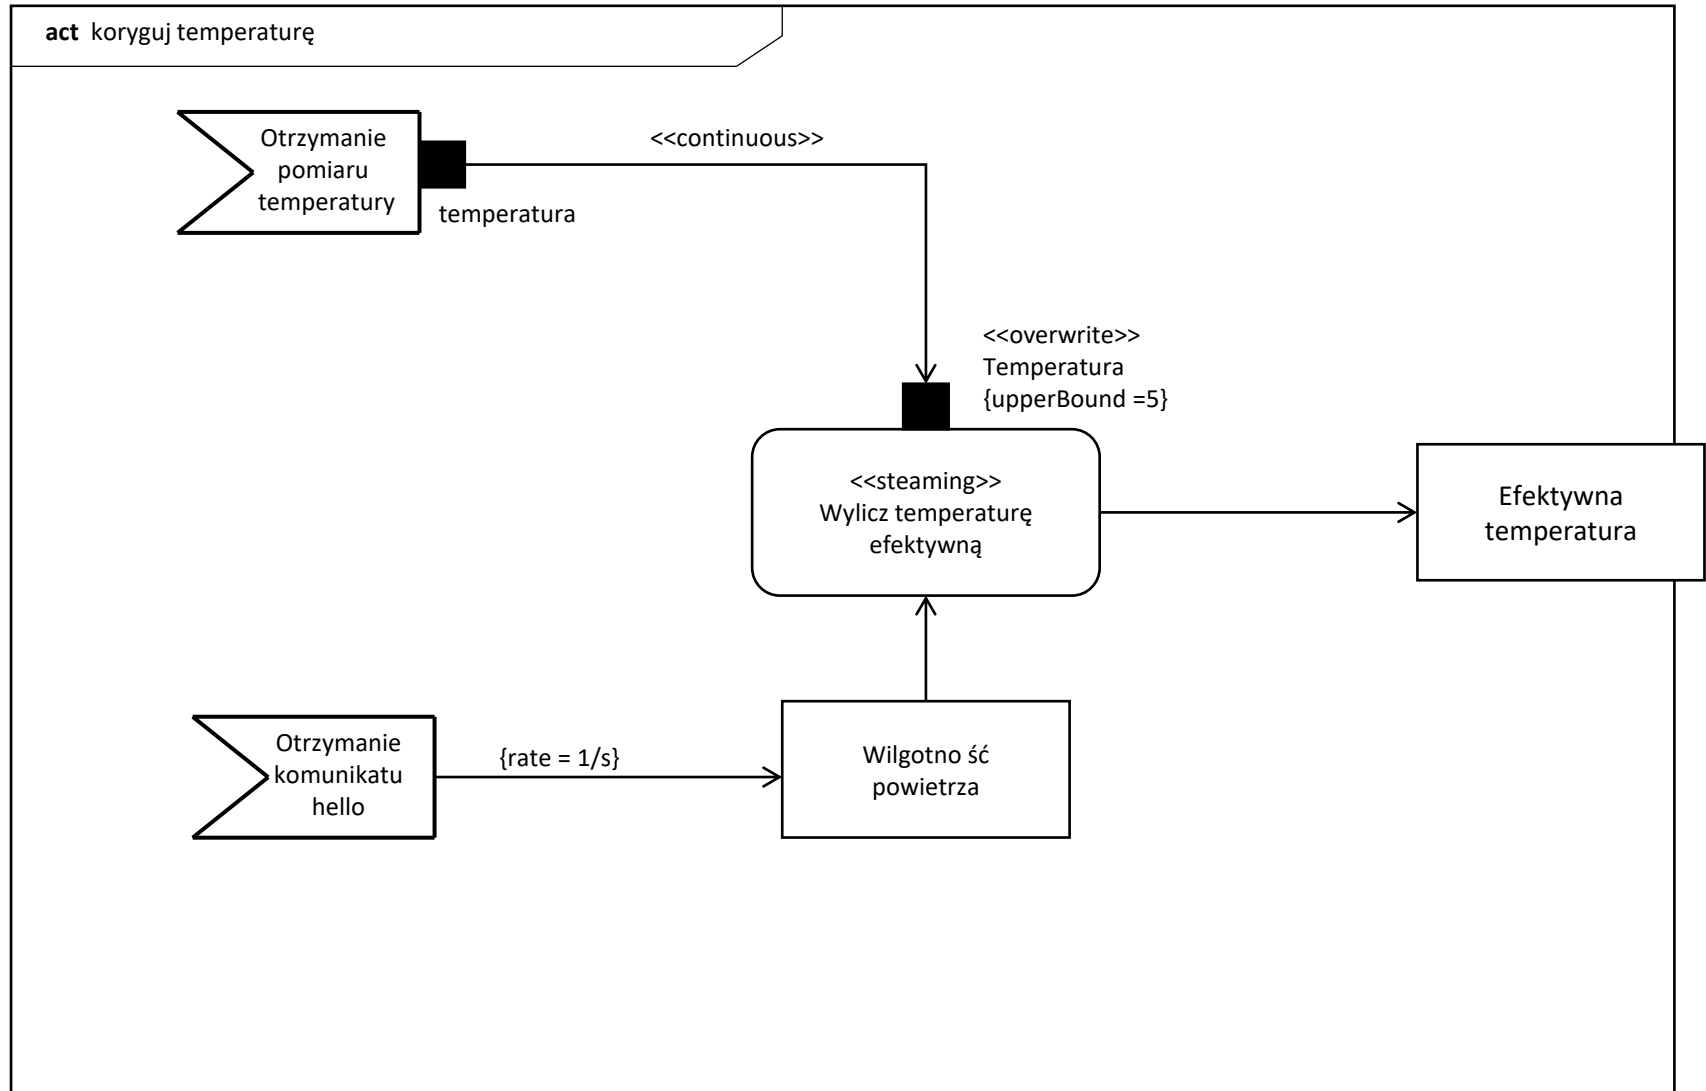 act koryguj temperaturę
Otrzymanie
pomiaru
temperatury
<<continuous>>
temperatura
<<overwrite>>
Temperatura
{upperBound =5}
<<steaming>>
Wylicz temperaturę
efektywną
Efektywna
temperatura
Otrzymanie
komunikatu
hello
{rate = 1/s}
Wilgotno ść
powietrza